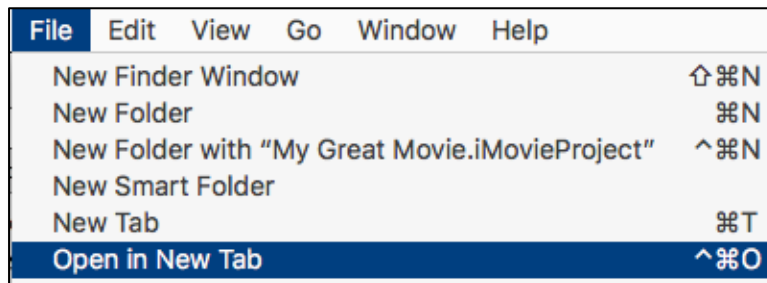 File Edit View Go Window Help
New Finder Window ⇧⌘N
New Folder ⌘N
New Folder with “My Great Movie.iMovieProject” ^⌘N
New Smart Folder
New Tab ⌘T
Open in New Tab ^⌘O